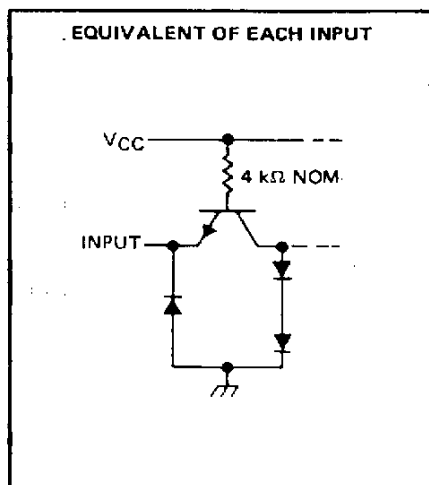 EQUIVALENT OF EACH INPUT
VCC
4 kΩ NOM
INPUT